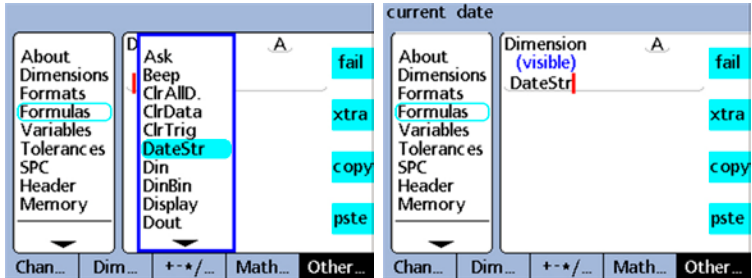 About
Dimensions
Formats
Formulas
Variables
Tolerances
SPC
Header
Memory
D
A
Ask
Beep
ClrAllD.
ClrData
ClrTrig
DateStr
Din
DinBin
Display
Dout
fail
xtra
copy
pste
Chan... Dim... +-*/... Math... Other...
current date
About
Dimensions
Formats
Formulas
Variables
Tolerances
SPC
Header
Memory
Dimension A
(visible)
DateStr
fail
xtra
copy
pste
Chan... Dim... +-*/... Math... Other...